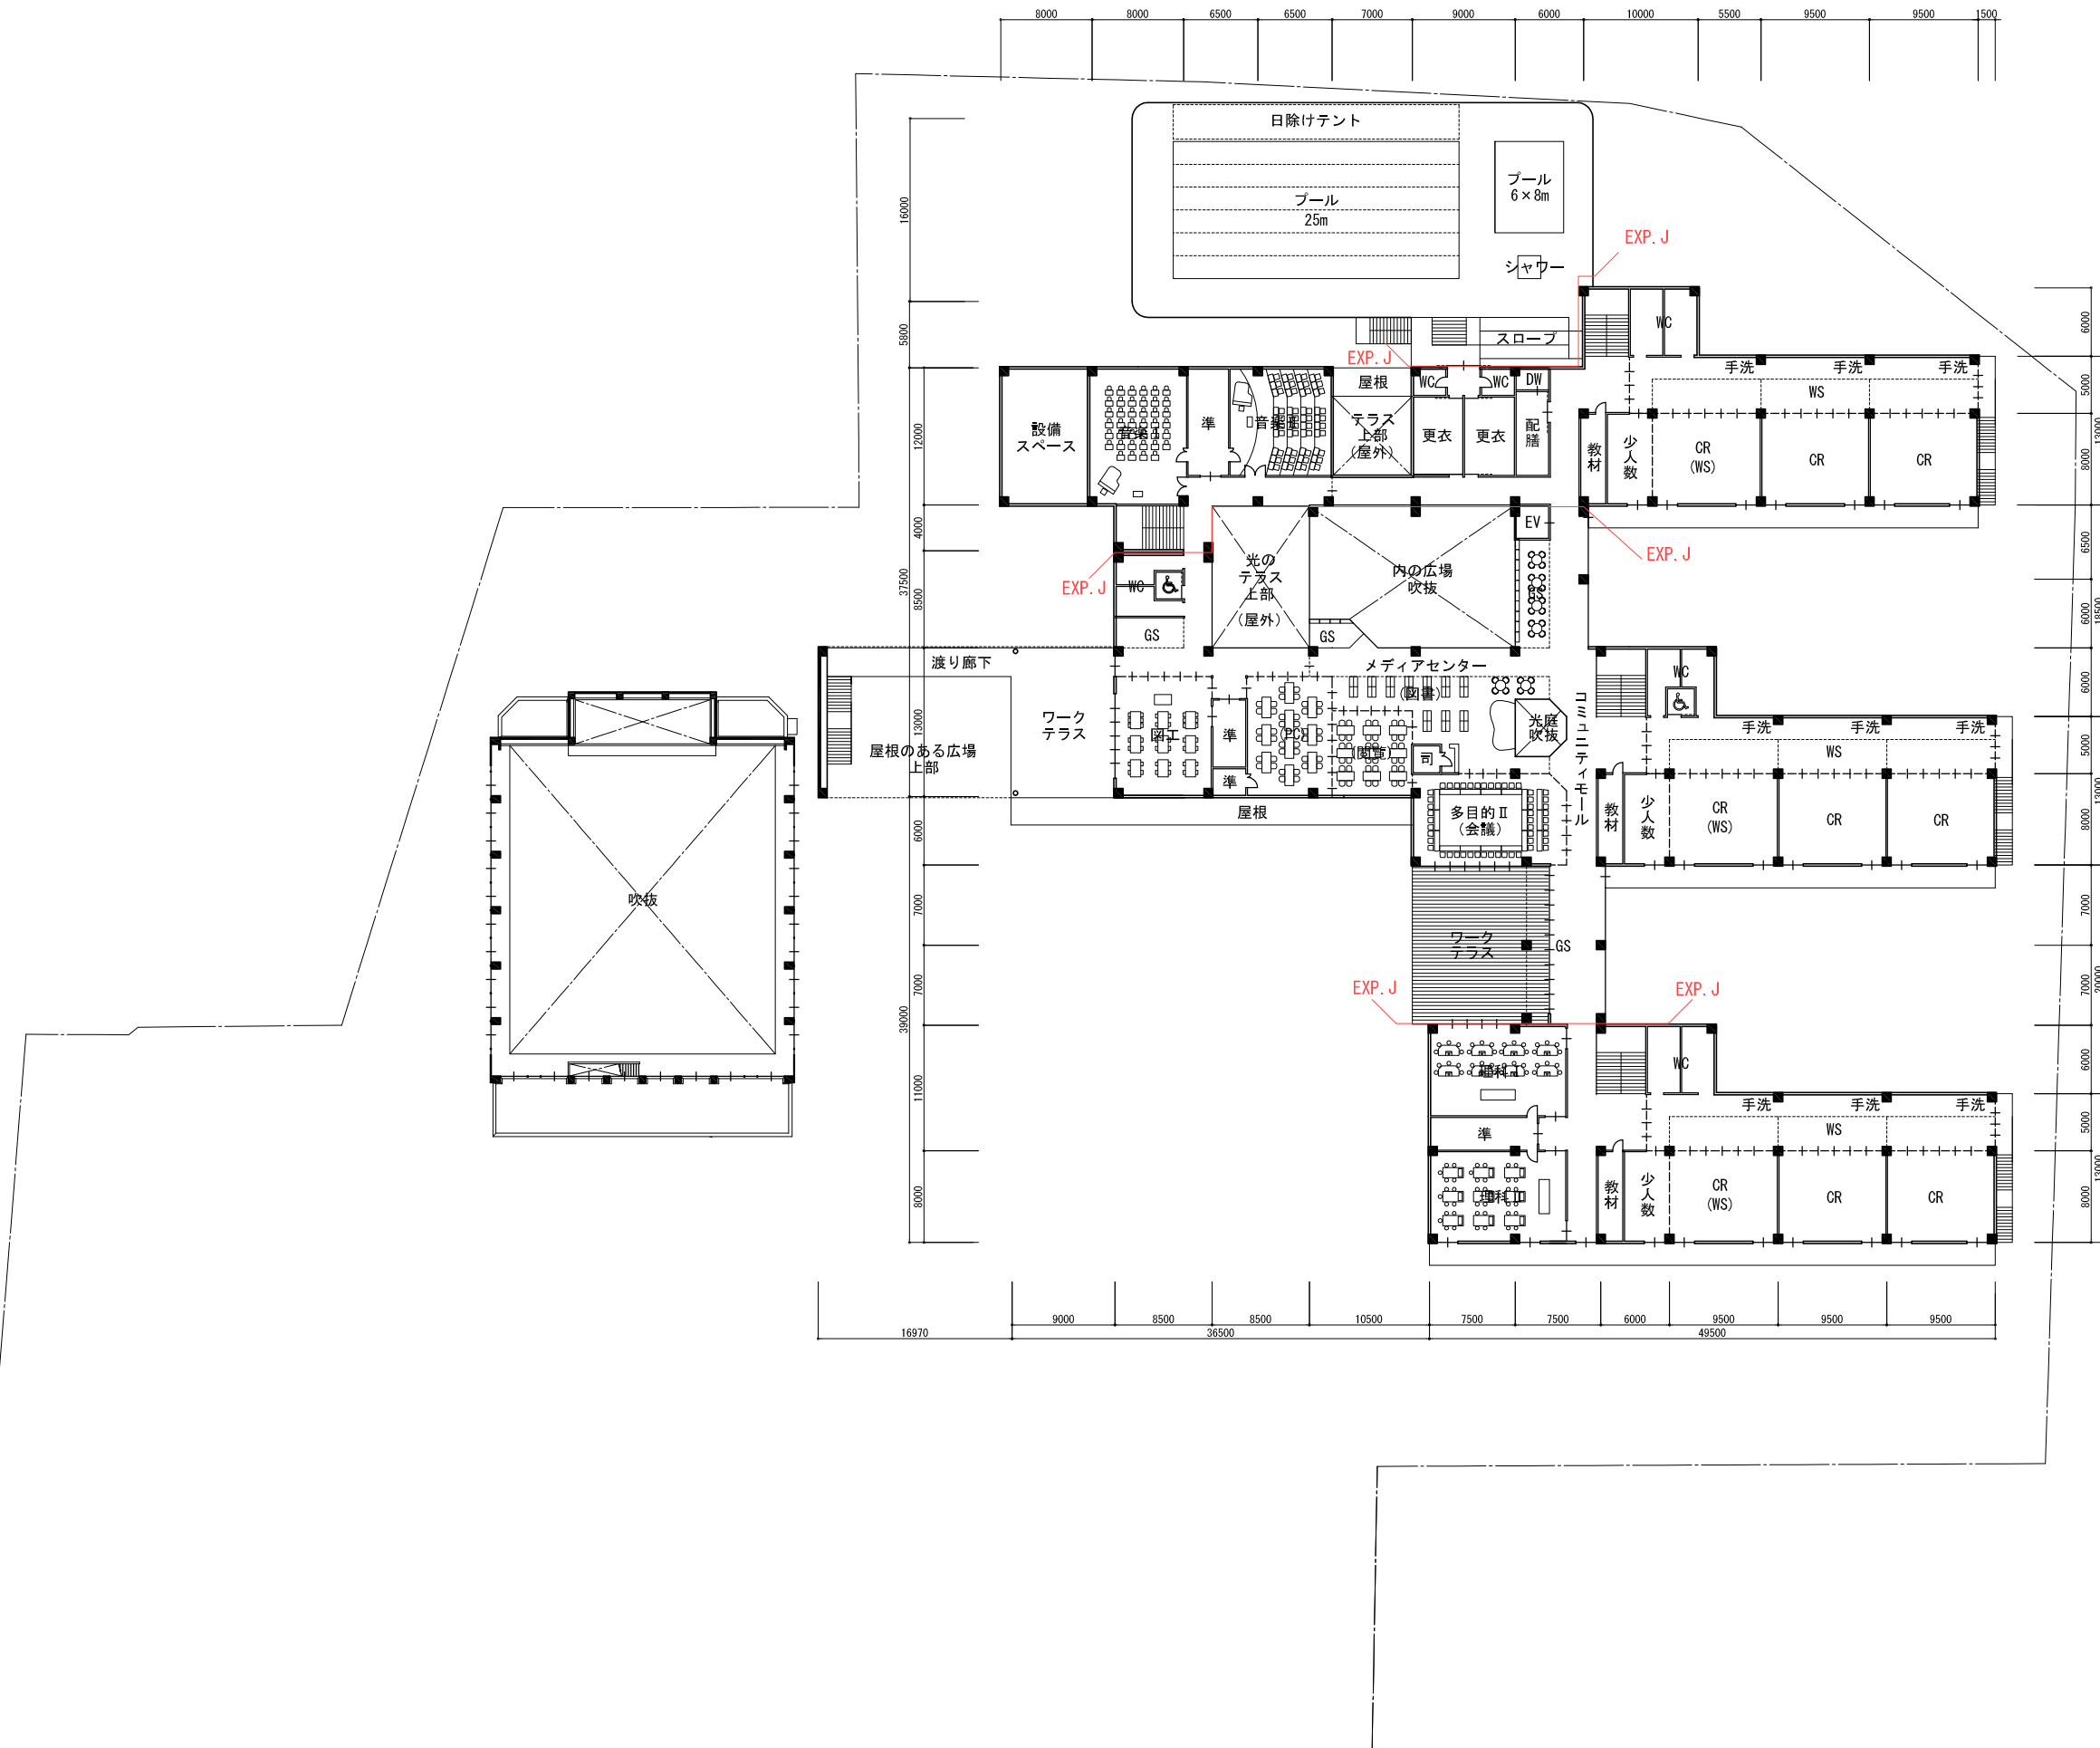 8000 8000 6500 6500 7000 9000 6000 10000 5500 9500 9500 1500
日除けテント
プール
25m
プール
6×8m
シャワー
スロープ
EXP. J
EXP. J
16000
5800
12000
4000
37500
8500
13000
6000
7000
7000
39000
11000
8000
設備
スペース
音楽
準
音楽
屋根
テラス
上部
(屋外)
WC
WC
DW
更衣
更衣
配膳
WC
手洗 手洗 手洗
WS
教材
少人数
CR
(WS)
CR
CR
EXP. J
EXP. J
WC
GS
光の
テラス
上部
(屋外)
内の広場
吹抜
GS
EV
GS
渡り廊下
屋根のある広場
上部
ワーク
テラス
図工
準
準
(PC)
メディアセンター
(図書)
(閲覧)
司
光庭
吹抜
コミュニティモール
屋根
多目的Ⅱ
(会議)
WC
手洗 手洗 手洗
WS
教材
少人数
CR
(WS)
CR
CR
吹抜
ワーク
テラス
GS
EXP. J
EXP. J
理科
準
理科
WC
手洗 手洗 手洗
WS
教材
少人数
CR
(WS)
CR
CR
6000
5000
13000
8000
6500
6000
18500
6000
5000
13000
8000
7000
7000
20000
6000
5000
13000
8000
9000 8500 8500 10500 7500 7500 6000 9500 9500 9500
16970 36500 49500